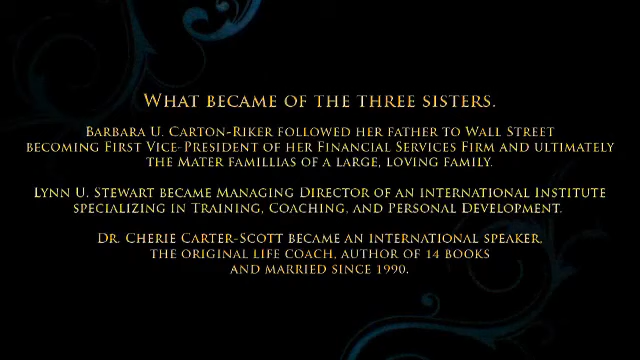 What became of the three sisters.
Barbara U. Carton-Riker followed her father to Wall Street
becoming First Vice-President of her Financial Services Firm and ultimately
the Mater famillias of a large, loving family.
Lynn U. Stewart became Managing Director of an international Institute
specializing in Training, Coaching, and Personal Development.
Dr. Cherie Carter-Scott became an international speaker,
the original life coach, author of 14 books
and married since 1990.